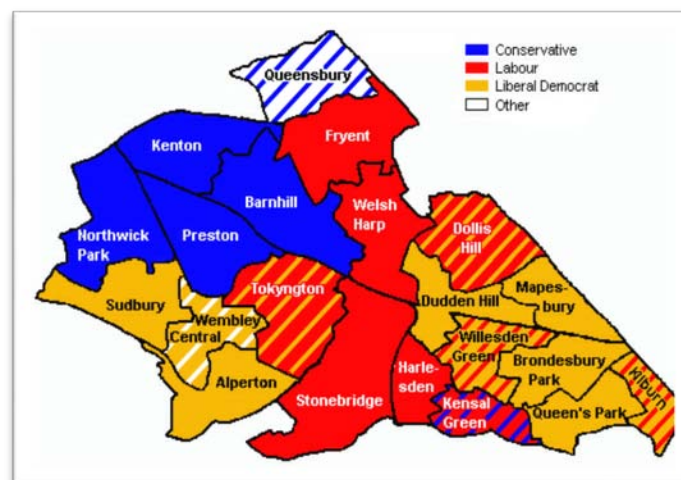 Queensbury
Conservative
Labour
Liberal Democrat
Other
Fryent
Kenton
Barnhill
Welsh
Harp
Northwick
Park
Preston
Dollis
Hill
Sudbury
Tokyngton
Dudden Hill
Mapes-
bury
Wembley
Central
Willesden
Green
Brondesbury
Park
Alperton
Harle-
sden
Stonebridge
Kensal
Green
Queen's Park
Kilburn